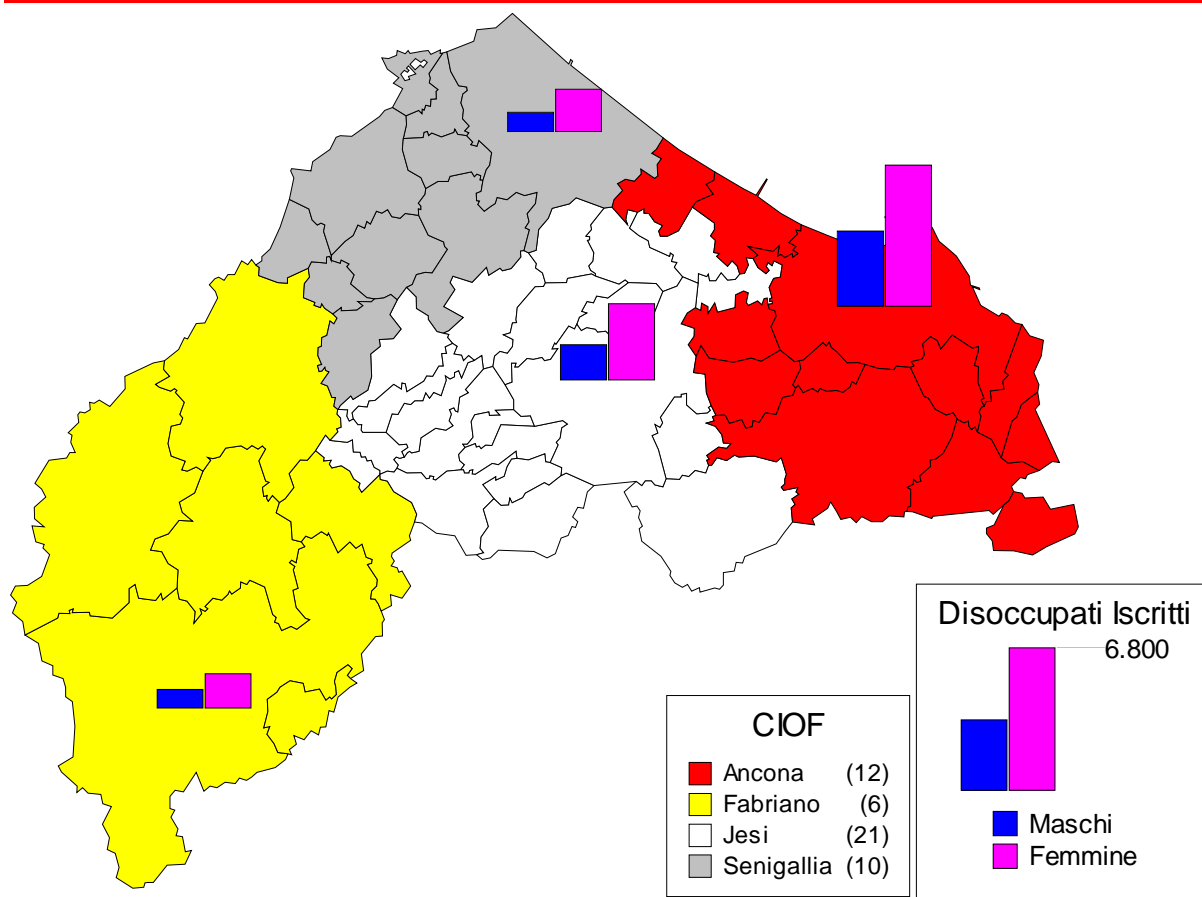 Disoccupati Iscritti
6.800
Maschi
Femmine
CIOF
Ancona (12)
Fabriano (6)
Jesi (21)
Senigallia (10)